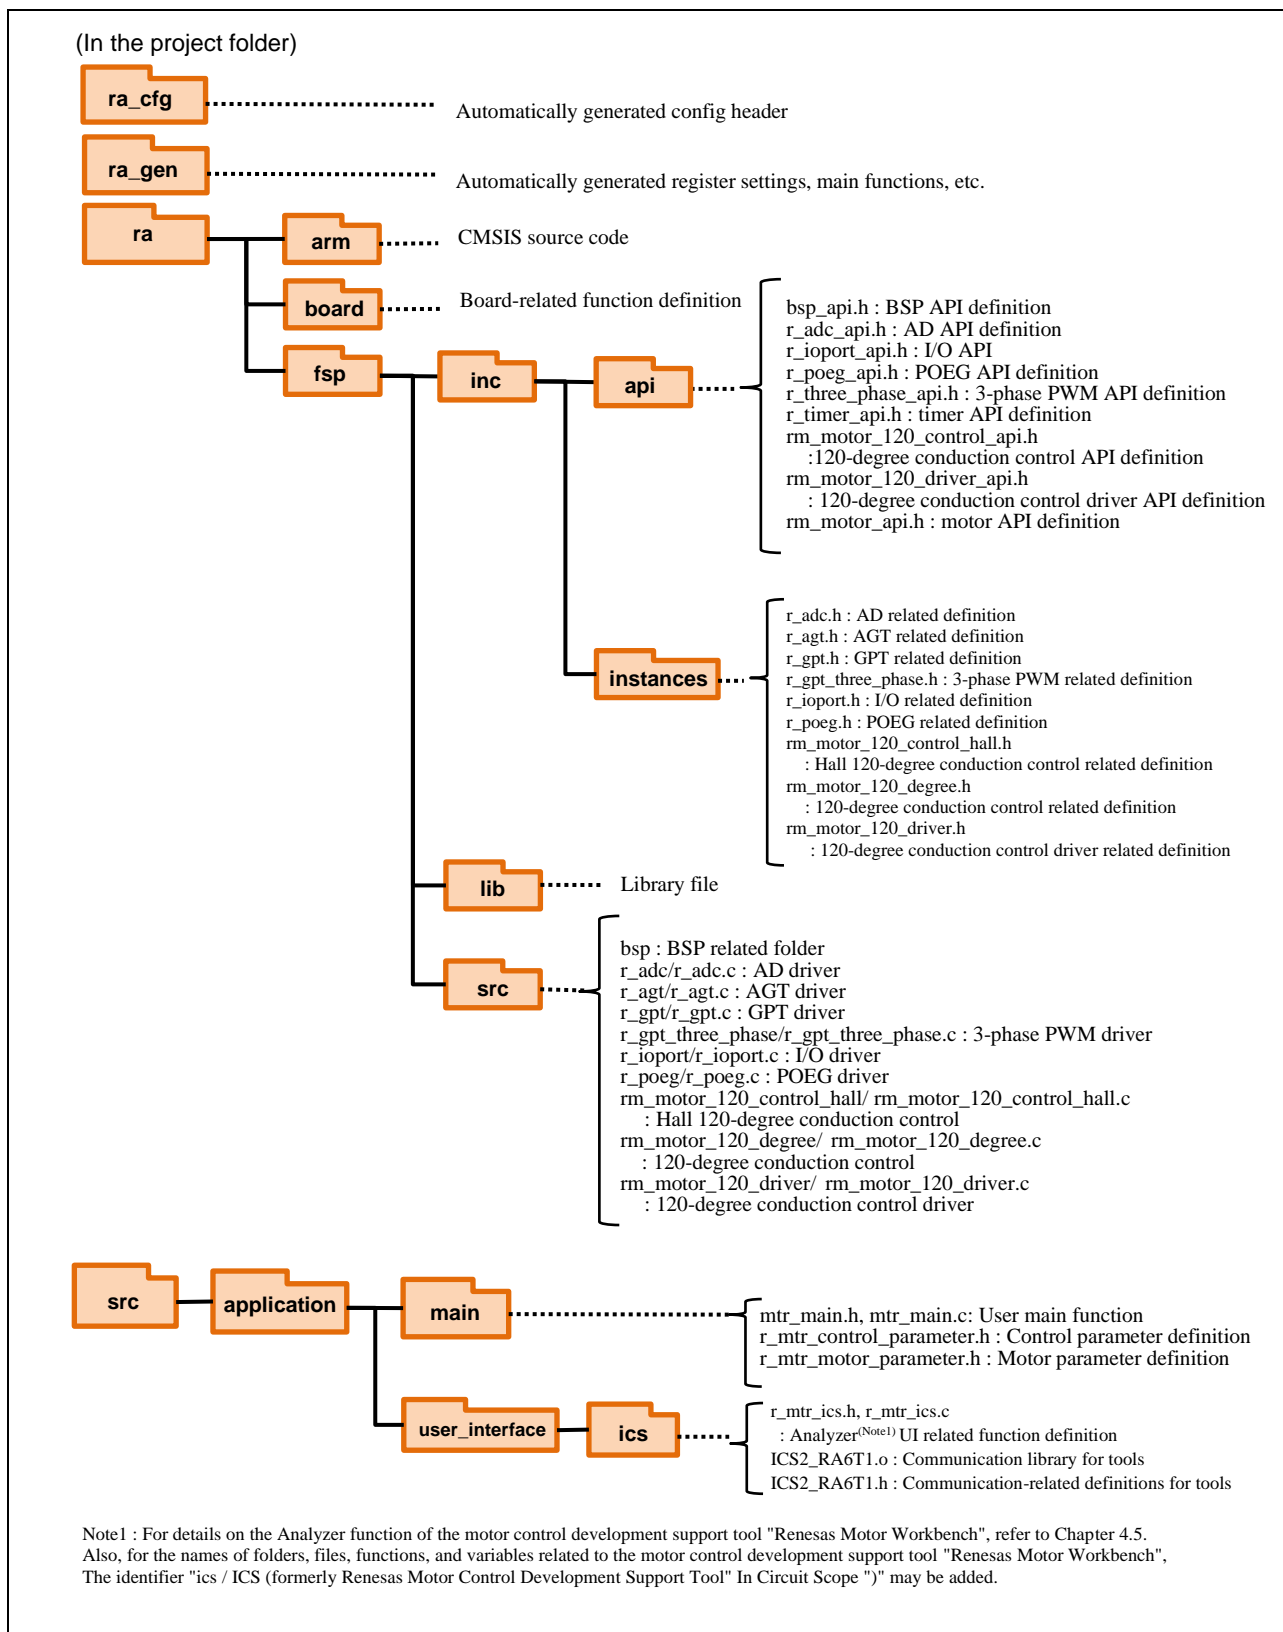 (In the project folder)
ra_cfg
Automatically generated config header
ra_gen
Automatically generated register settings, main functions, etc.
ra
arm
CMSIS source code
board
Board-related function definition
fsp
inc
api
bsp_api.h : BSP API definition
r_adc_api.h : AD API definition
r_ioport_api.h : I/O API
r_poeg_api.h : POEG API definition
r_three_phase_api.h : 3-phase PWM API definition
r_timer_api.h : timer API definition
rm_motor_120_control_api.h
:120-degree conduction control API definition
rm_motor_120_driver_api.h
: 120-degree conduction control driver API definition
rm_motor_api.h : motor API definition
instances
r_adc.h : AD related definition
r_agt.h : AGT related definition
r_gpt.h : GPT related definition
r_gpt_three_phase.h : 3-phase PWM related definition
r_ioport.h : I/O related definition
r_poeg.h : POEG related definition
rm_motor_120_control_hall.h
: Hall 120-degree conduction control related definition
rm_motor_120_degree.h
: 120-degree conduction control related definition
rm_motor_120_driver.h
: 120-degree conduction control driver related definition
lib
Library file
src
bsp : BSP related folder
r_adc/r_adc.c : AD driver
r_agt/r_agt.c : AGT driver
r_gpt/r_gpt.c : GPT driver
r_gpt_three_phase/r_gpt_three_phase.c : 3-phase PWM driver
r_ioport/r_ioport.c : I/O driver
r_poeg/r_poeg.c : POEG driver
rm_motor_120_control_hall/ rm_motor_120_control_hall.c
: Hall 120-degree conduction control
rm_motor_120_degree/ rm_motor_120_degree.c
: 120-degree conduction control
rm_motor_120_driver/ rm_motor_120_driver.c
: 120-degree conduction control driver
src
application
main
mtr_main.h, mtr_main.c: User main function
r_mtr_control_parameter.h : Control parameter definition
r_mtr_motor_parameter.h : Motor parameter definition
user_interface
ics
r_mtr_ics.h, r_mtr_ics.c
: Analyzer(Note1) UI related function definition
ICS2_RA6T1.o : Communication library for tools
ICS2_RA6T1.h : Communication-related definitions for tools
Note1 : For details on the Analyzer function of the motor control development support tool "Renesas Motor Workbench", refer to Chapter 4.5.
Also, for the names of folders, files, functions, and variables related to the motor control development support tool "Renesas Motor Workbench",
The identifier "ics / ICS (formerly Renesas Motor Control Development Support Tool" In Circuit Scope ")" may be added.